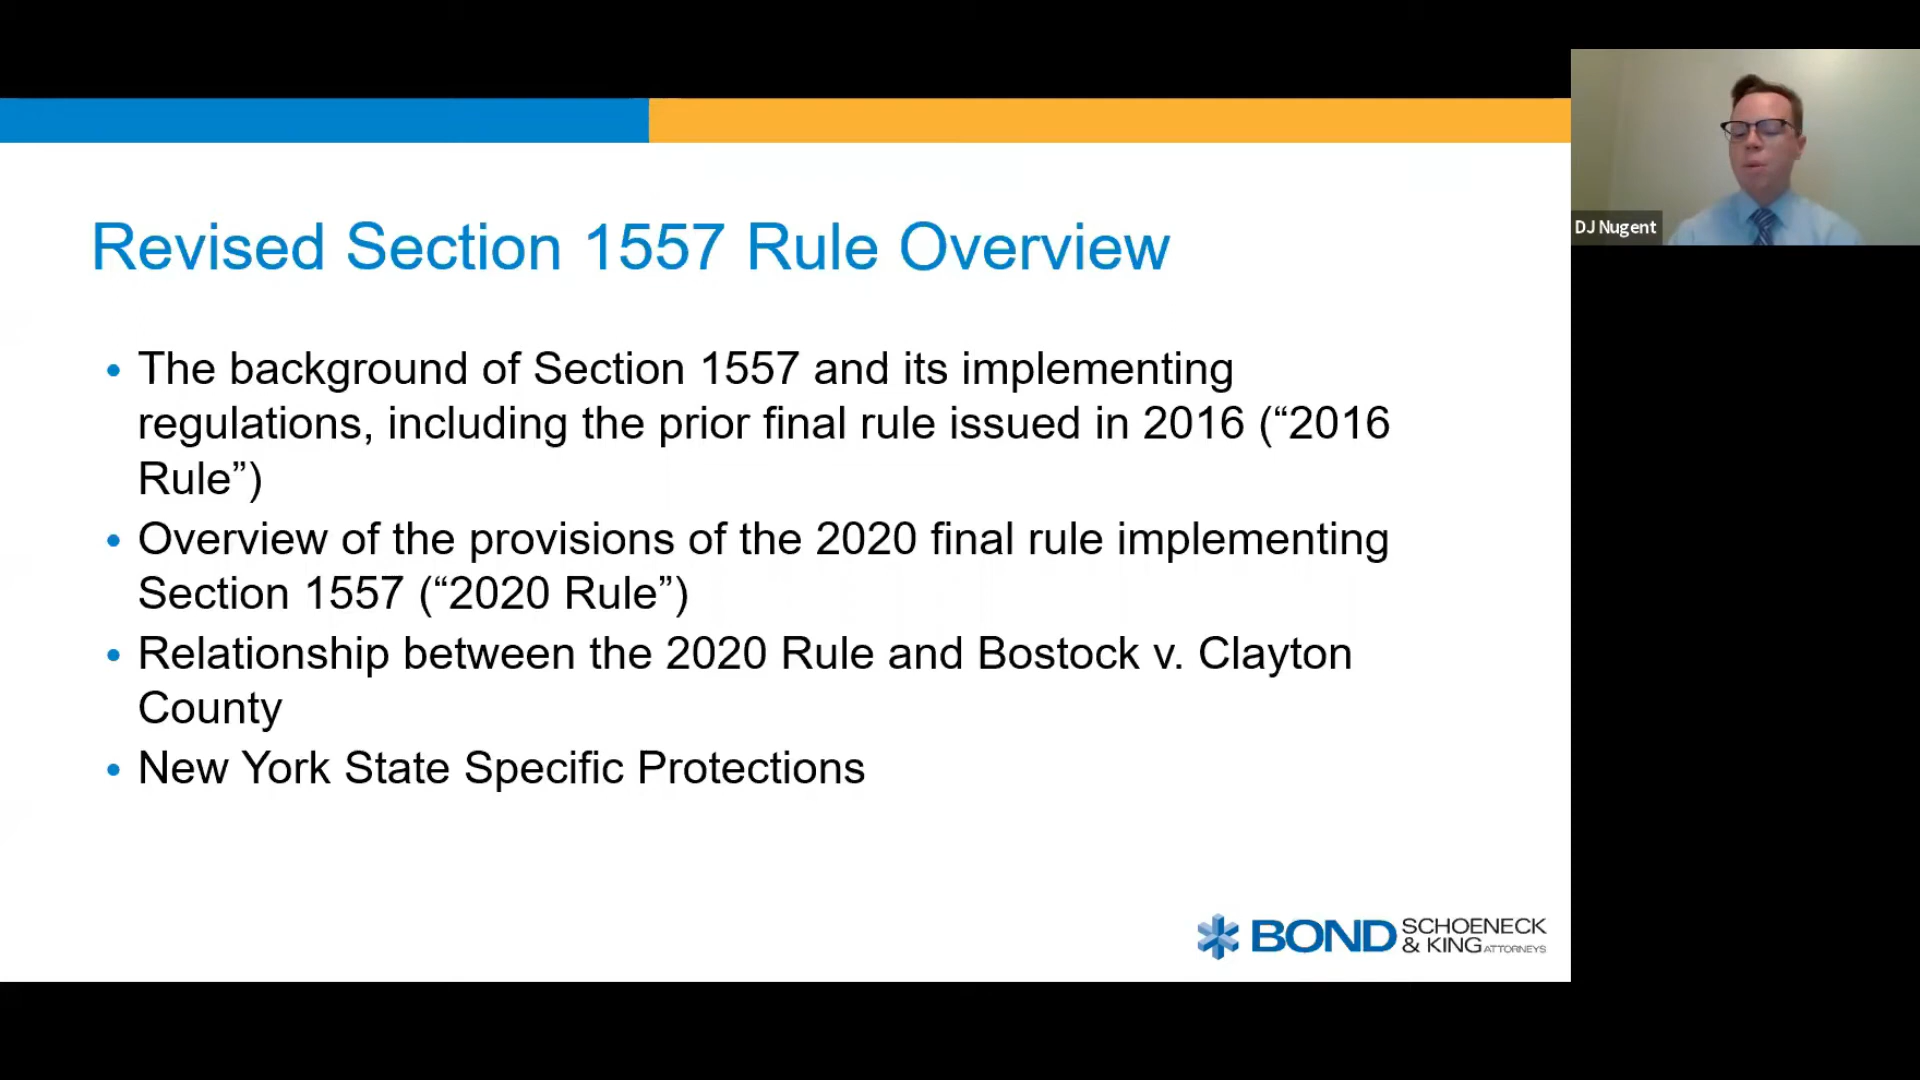 Revised Section 1557 Rule Overview
• The background of Section 1557 and its implementing
regulations, including the prior final rule issued in 2016 (“2016
Rule”)
• Overview of the provisions of the 2020 final rule implementing
Section 1557 (“2020 Rule”)
• Relationship between the 2020 Rule and Bostock v. Clayton
County
• New York State Specific Protections
BOND SCHOENECK
& KING ATTORNEYS
DJ Nugent